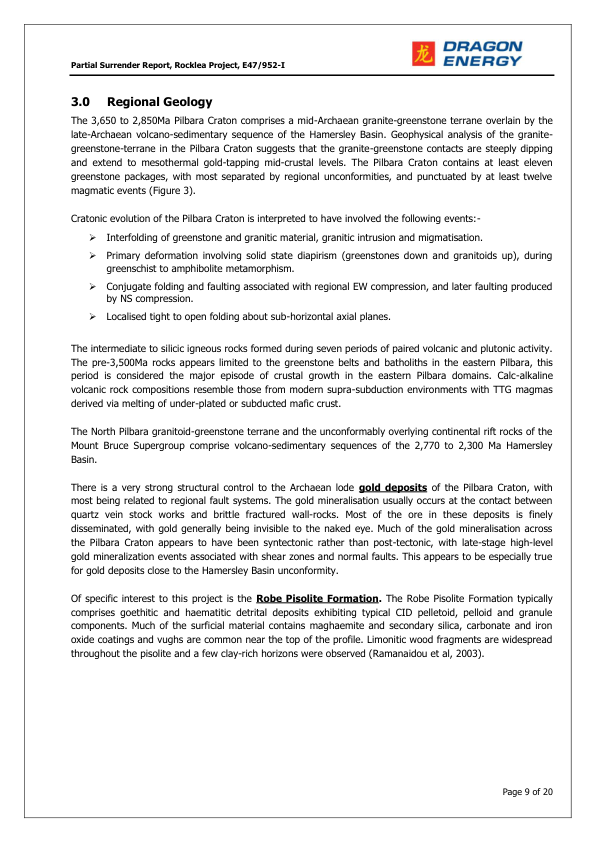 龙 DRAGON
ENERGY
Partial Surrender Report, Rocklea Project, E47/952-I
3.0 Regional Geology
The 3,650 to 2,850Ma Pilbara Craton comprises a mid-Archaean granite-greenstone terrane overlain by the
late-Archaean volcano-sedimentary sequence of the Hamersley Basin. Geophysical analysis of the granite-
greenstone-terrane in the Pilbara Craton suggests that the granite-greenstone contacts are steeply dipping
and extend to mesothermal gold-tapping mid-crustal levels. The Pilbara Craton contains at least eleven
greenstone packages, with most separated by regional unconformities, and punctuated by at least twelve
magmatic events (Figure 3).
Cratonic evolution of the Pilbara Craton is interpreted to have involved the following events:-
➢ Interfolding of greenstone and granitic material, granitic intrusion and migmatisation.
➢ Primary deformation involving solid state diapirism (greenstones down and granitoids up), during
greenschist to amphibolite metamorphism.
➢ Conjugate folding and faulting associated with regional EW compression, and later faulting produced
by NS compression.
➢ Localised tight to open folding about sub-horizontal axial planes.
The intermediate to silicic igneous rocks formed during seven periods of paired volcanic and plutonic activity.
The pre-3,500Ma rocks appears limited to the greenstone belts and batholiths in the eastern Pilbara, this
period is considered the major episode of crustal growth in the eastern Pilbara domains. Calc-alkaline
volcanic rock compositions resemble those from modern supra-subduction environments with TTG magmas
derived via melting of under-plated or subducted mafic crust.
The North Pilbara granitoid-greenstone terrane and the unconformably overlying continental rift rocks of the
Mount Bruce Supergroup comprise volcano-sedimentary sequences of the 2,770 to 2,300 Ma Hamersley
Basin.
There is a very strong structural control to the Archaean lode gold deposits of the Pilbara Craton, with
most being related to regional fault systems. The gold mineralisation usually occurs at the contact between
quartz vein stock works and brittle fractured wall-rocks. Most of the ore in these deposits is finely
disseminated, with gold generally being invisible to the naked eye. Much of the gold mineralisation across
the Pilbara Craton appears to have been syntectonic rather than post-tectonic, with late-stage high-level
gold mineralization events associated with shear zones and normal faults. This appears to be especially true
for gold deposits close to the Hamersley Basin unconformity.
Of specific interest to this project is the Robe Pisolite Formation. The Robe Pisolite Formation typically
comprises goethitic and haematitic detrital deposits exhibiting typical CID pelletoid, pelloid and granule
components. Much of the surficial material contains maghaemite and secondary silica, carbonate and iron
oxide coatings and vughs are common near the top of the profile. Limonitic wood fragments are widespread
throughout the pisolite and a few clay-rich horizons were observed (Ramanaidou et al, 2003).
Page 9 of 20